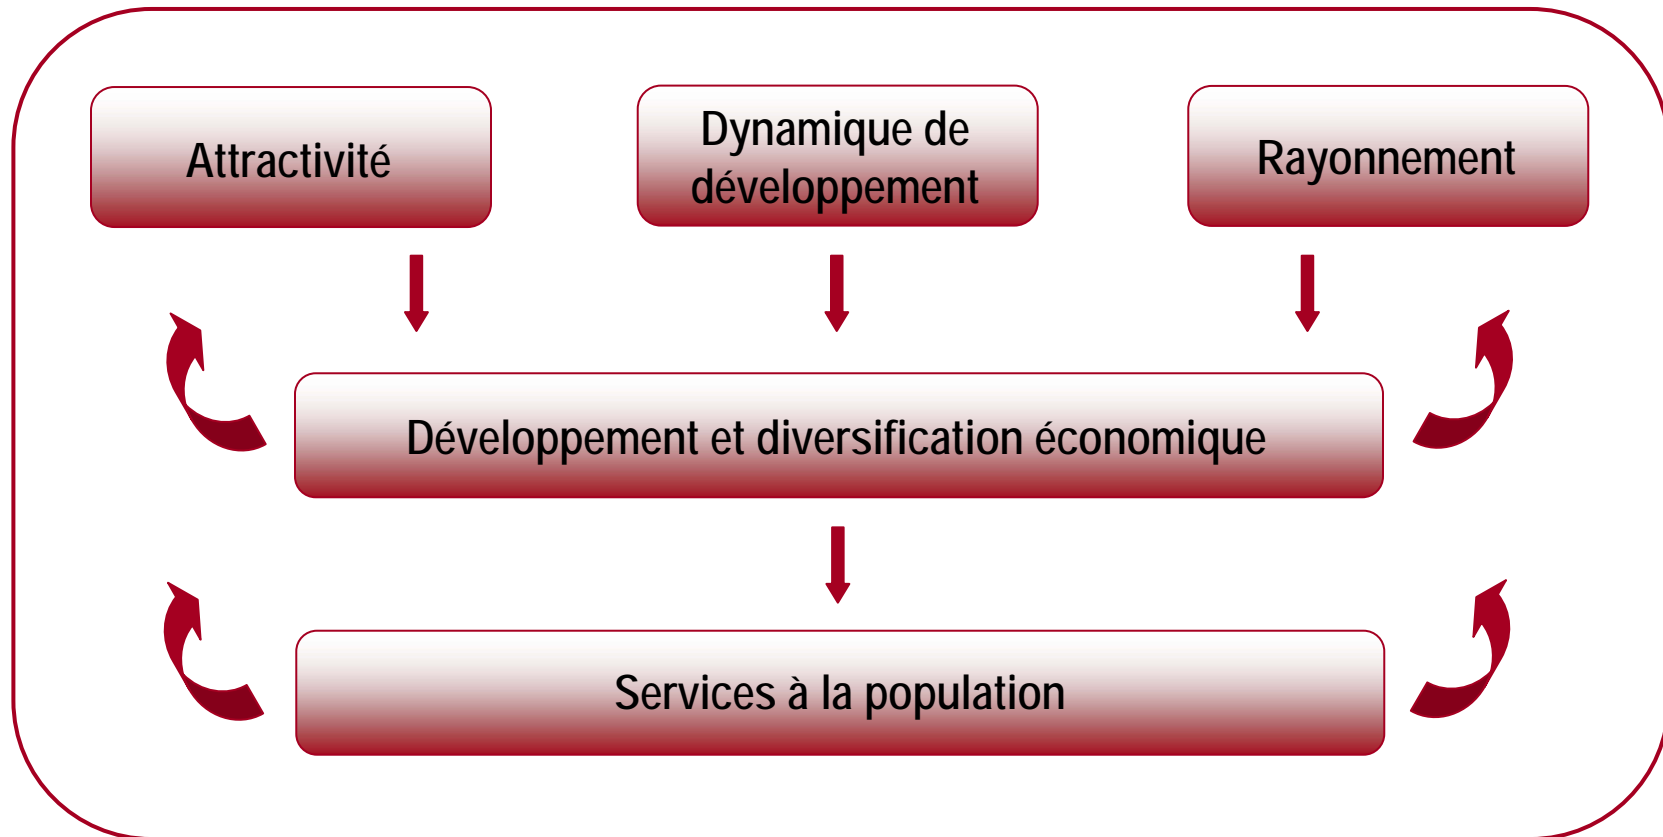 Attractivité
Dynamique de
développement
Rayonnement
Développement et diversification économique
Services à la population